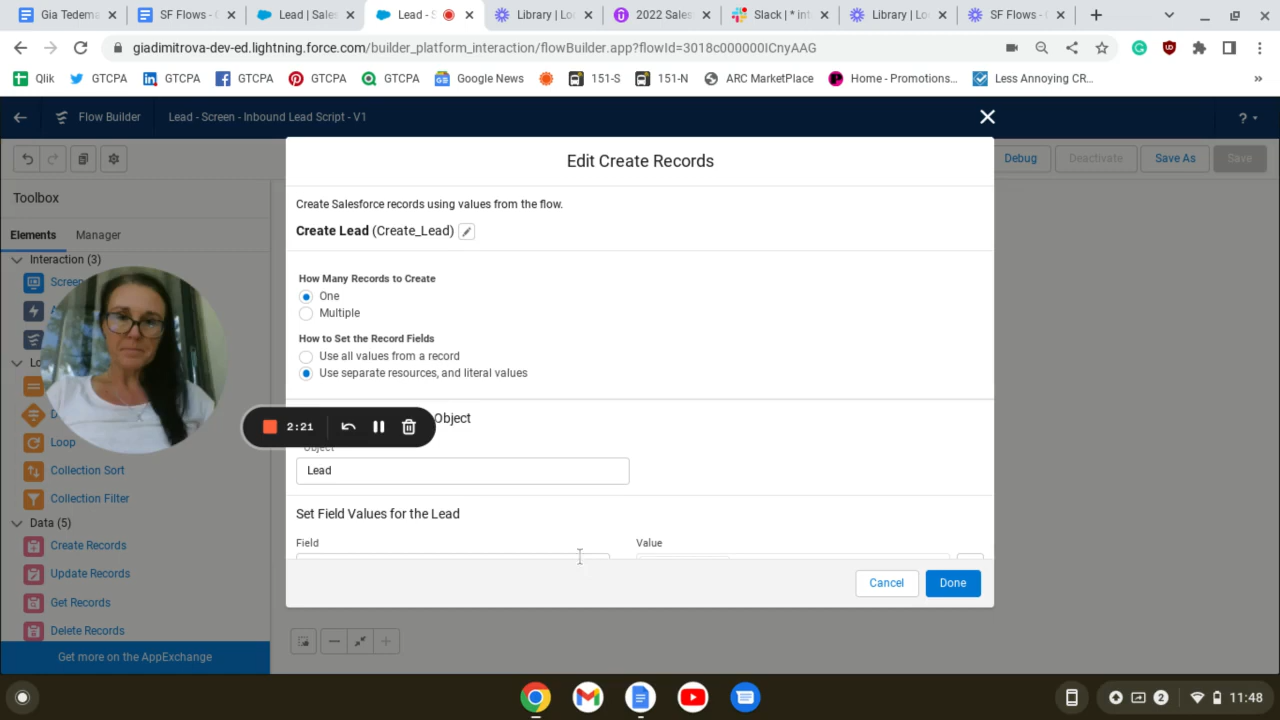 Gia Tedema
SF Flows - (
Lead | Sales
Lead - S
Library | Lo
2022 Sales
Slack | * inf
Library | Lo
SF Flows - (
giadimitrova-dev-ed.lightning.force.com/builder_platform_interaction/flowBuilder.app?flowId=3018c000000ICnyAAG
Qlik
GTCPA
GTCPA
GTCPA
GTCPA
GTCPA
Google News
151-S
151-N
ARC MarketPlace
Home - Promotions...
Less Annoying CR...
»
Flow Builder
Lead - Screen - Inbound Lead Script - V1
?
Debug
Deactivate
Save As
Save
Toolbox
Elements
Manager
Interaction (3)
Screen
Lo
Loop
Collection Sort
Collection Filter
Data (5)
Create Records
Update Records
Get Records
Delete Records
Get more on the AppExchange
Edit Create Records
Create Salesforce records using values from the flow.
Create Lead (Create_Lead)
How Many Records to Create
One
Multiple
How to Set the Record Fields
Use all values from a record
Use separate resources, and literal values
2:21
Object
Object
Lead
Set Field Values for the Lead
Field
Value
Cancel
Done
2
11:48